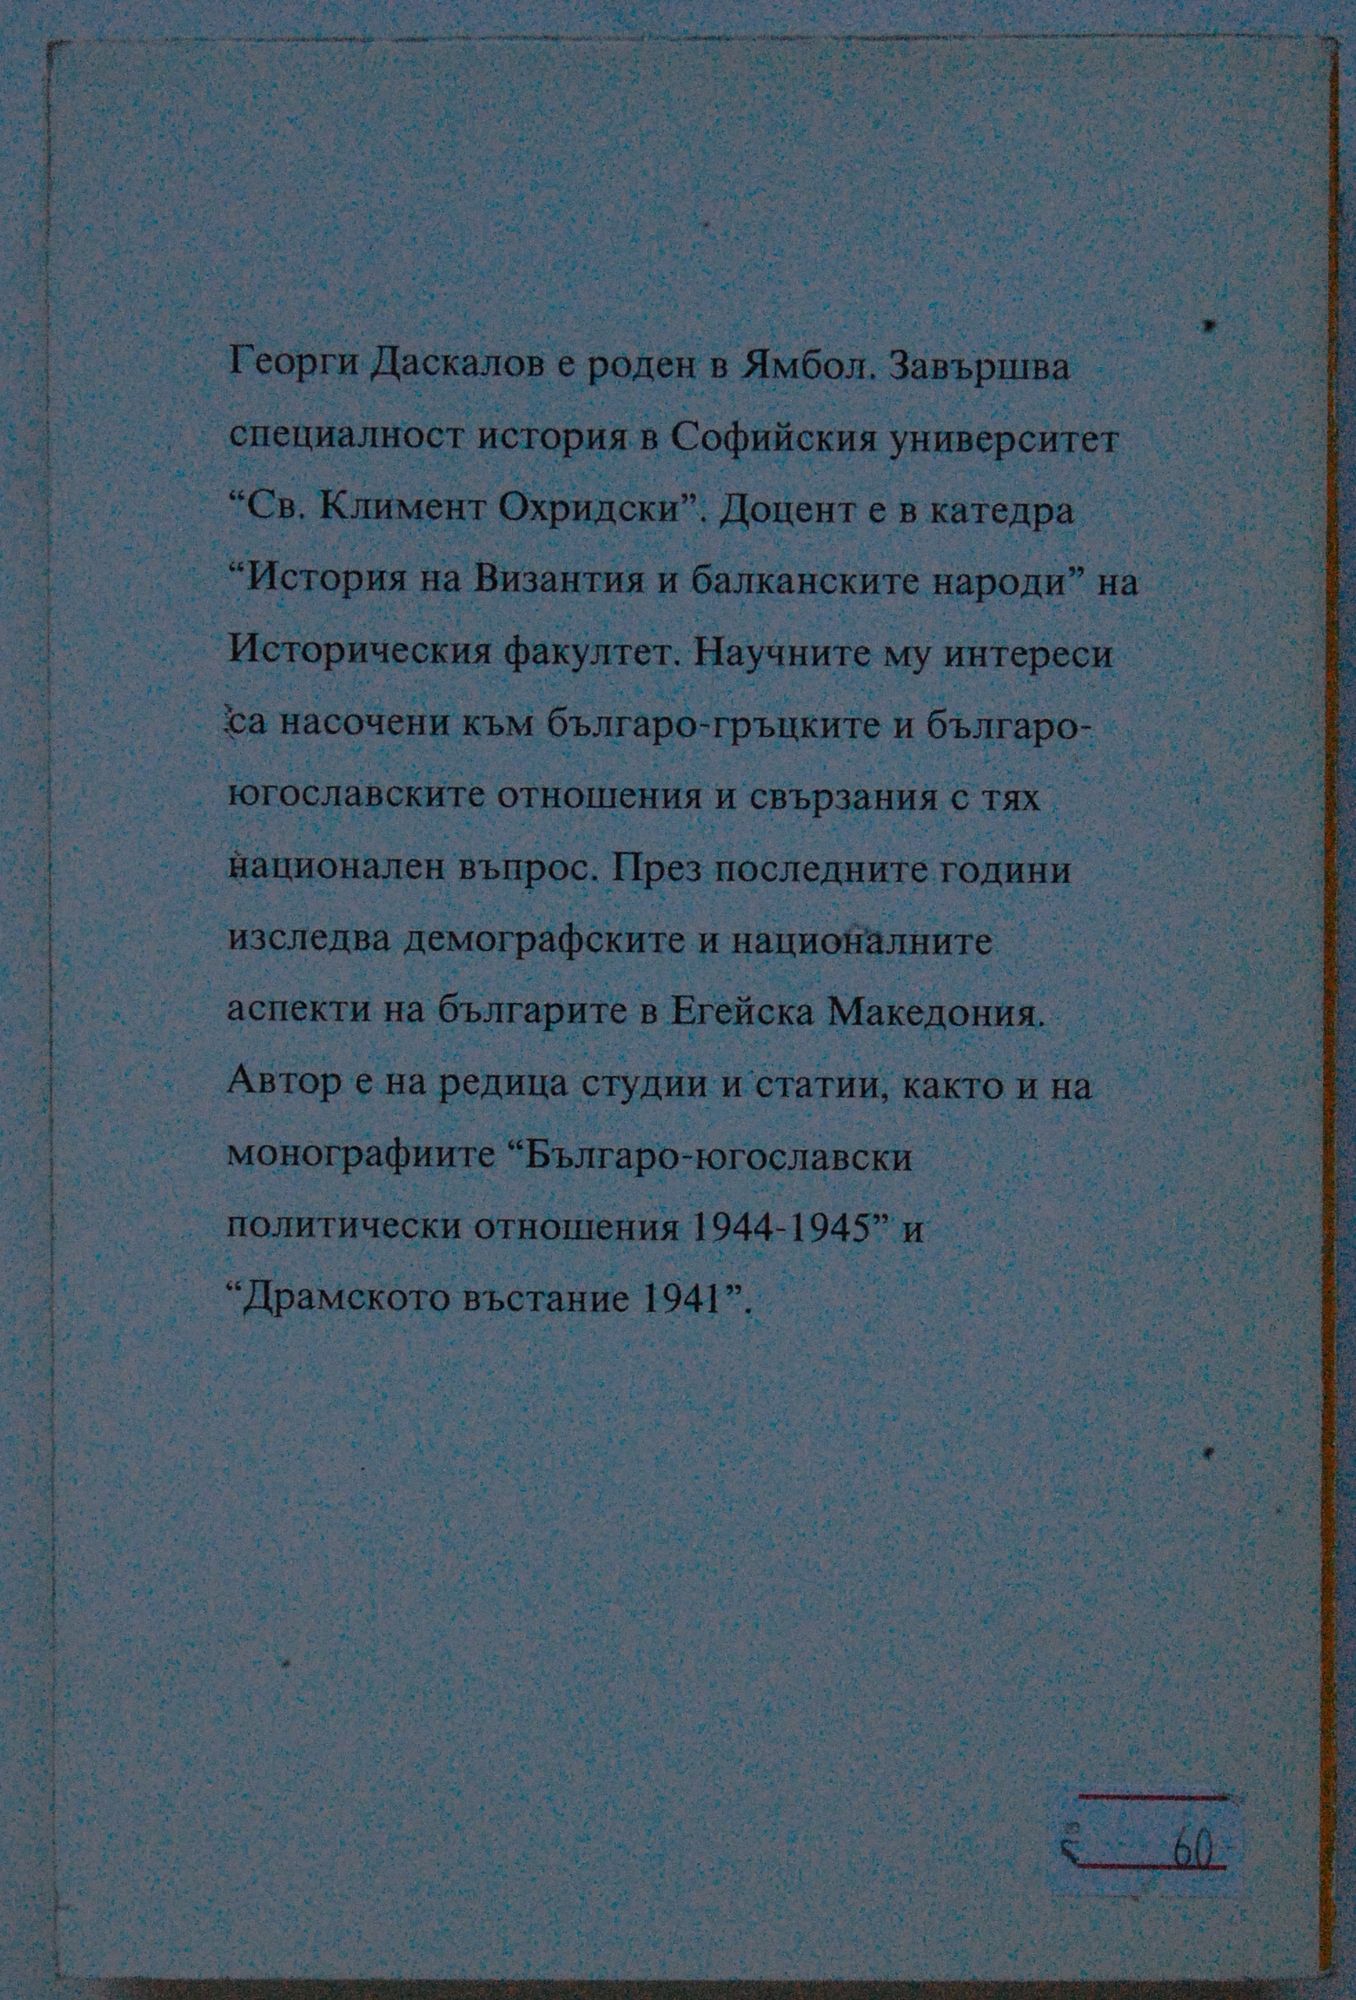 Георги Даскалов е роден в Ямбол. Завършва
специалност история в Софийския университет
“Св. Климент Охридски”. Доцент е в катедра
“История на Византия и балканските народи” на
Историческия факултет. Научните му интереси
са насочени към българо-гръцките и българо-
югославските отношения и свързания с тях
национален въпрос. През последните години
изследва демографските и националните
аспекти на българите в Егейска Македония.
Автор е на редица студии и статии, както и на
монографиите “Българо-югославски
политически отношения 1944-1945” и
“Драмското въстание 1941”.
60